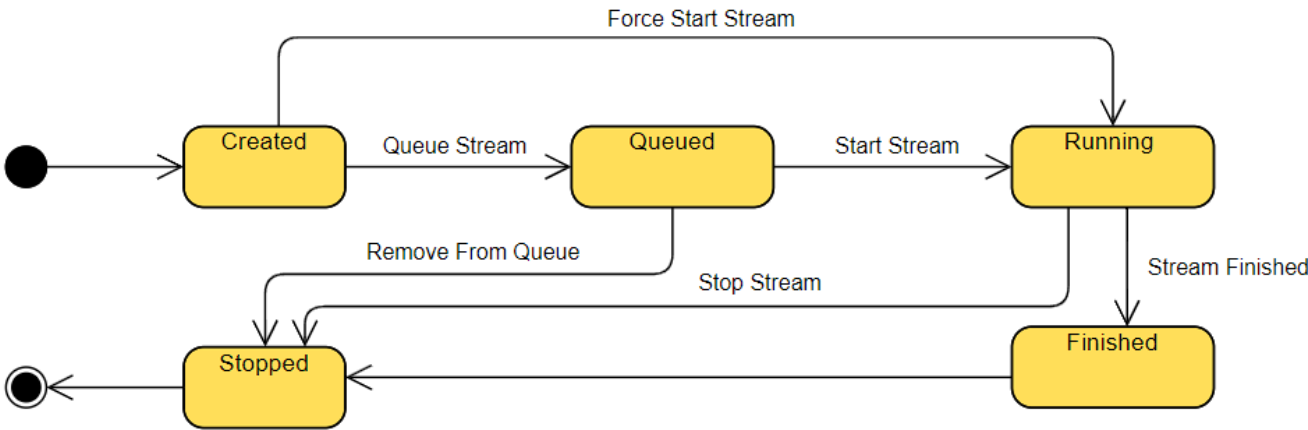 Force Start Stream
Created
Queue Stream
Queued
Start Stream
Running
Remove From Queue
Stop Stream
Stream Finished
Stopped
Finished